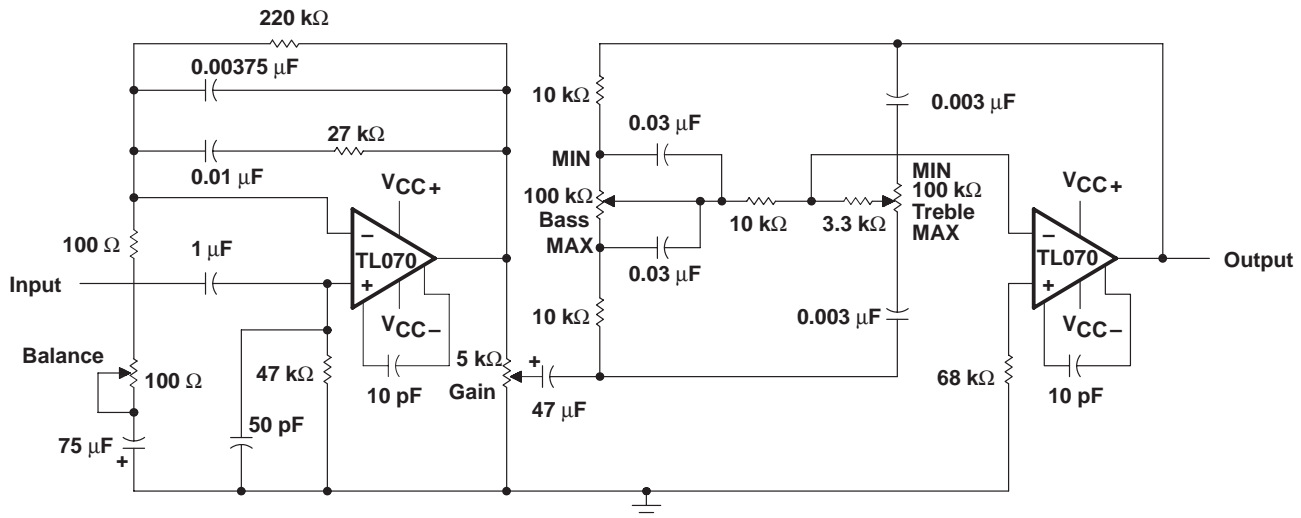 220 kΩ
0.00375 μF
27 kΩ
0.01 μF
VCC+
100 Ω
1 μF
−
TL070
+
Input
VCC−
Balance
100 Ω
47 kΩ
10 pF
5 kΩ
Gain
+
47 μF
50 pF
75 μF
+
10 kΩ
0.03 μF
0.003 μF
MIN
100 kΩ
Bass
MAX
10 kΩ
3.3 kΩ
MIN
100 kΩ
Treble
MAX
0.03 μF
10 kΩ
0.003 μF
VCC+
−
TL070
+
Output
VCC−
68 kΩ
10 pF